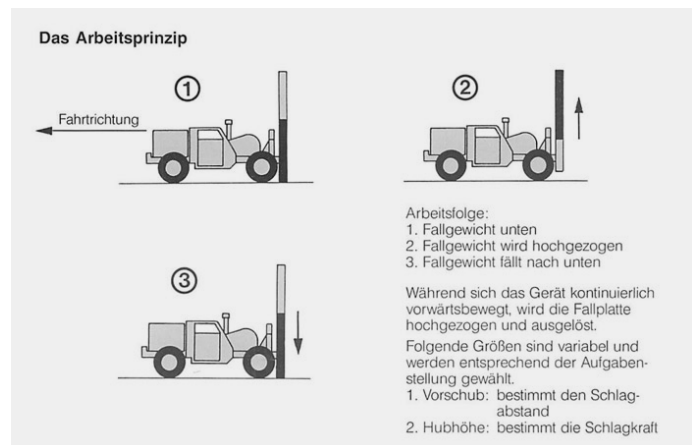 Das Arbeitsprinzip
1
Fahrtrichtung
2
3
Arbeitsfolge:
1. Fallgewicht unten
2. Fallgewicht wird hochgezogen
3. Fallgewicht fällt nach unten
Während sich das Gerät kontinuierlich
vorwärtsbewegt, wird die Fallplatte
hochgezogen und ausgelöst.
Folgende Größen sind variabel und
werden entsprechend der Aufgaben-
stellung gewählt.
1. Vorschub: bestimmt den Schlag-
abstand
2. Hubhöhe: bestimmt die Schlagkraft